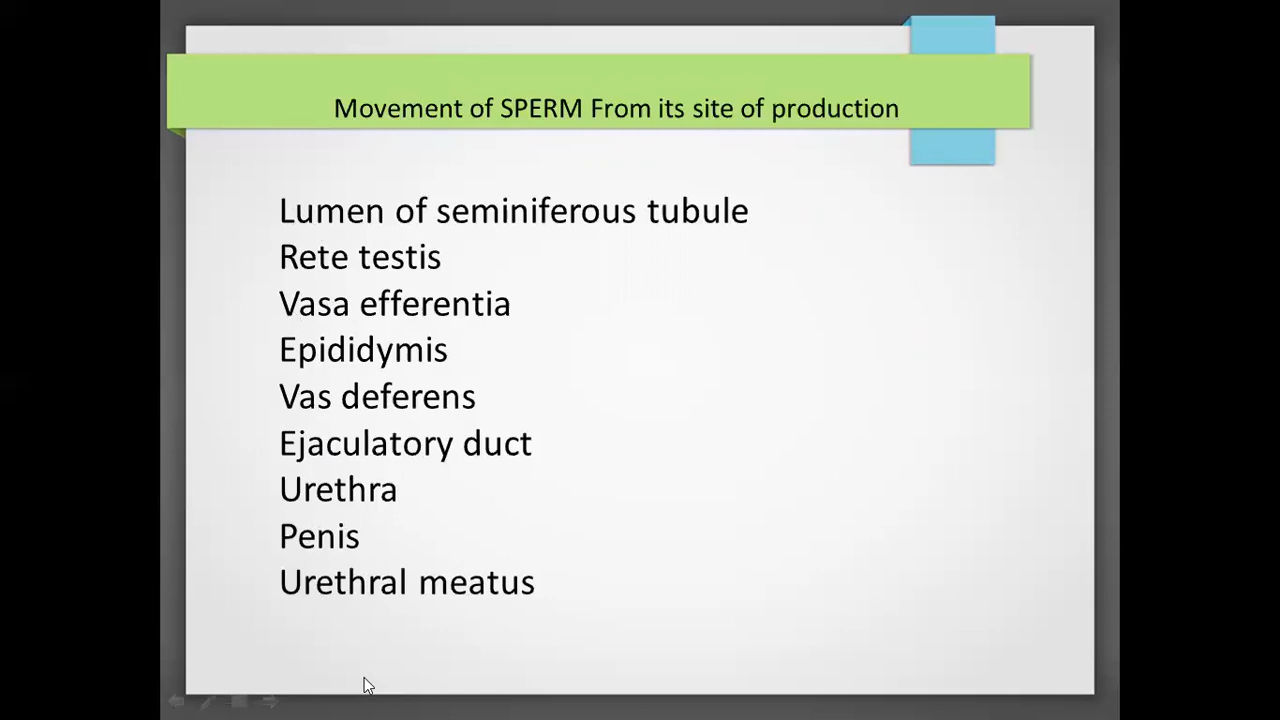 Movement of SPERM From its site of production
Lumen of seminiferous tubule
Rete testis
Vasa efferentia
Epididymis
Vas deferens
Ejaculatory duct
Urethra
Penis
Urethral meatus